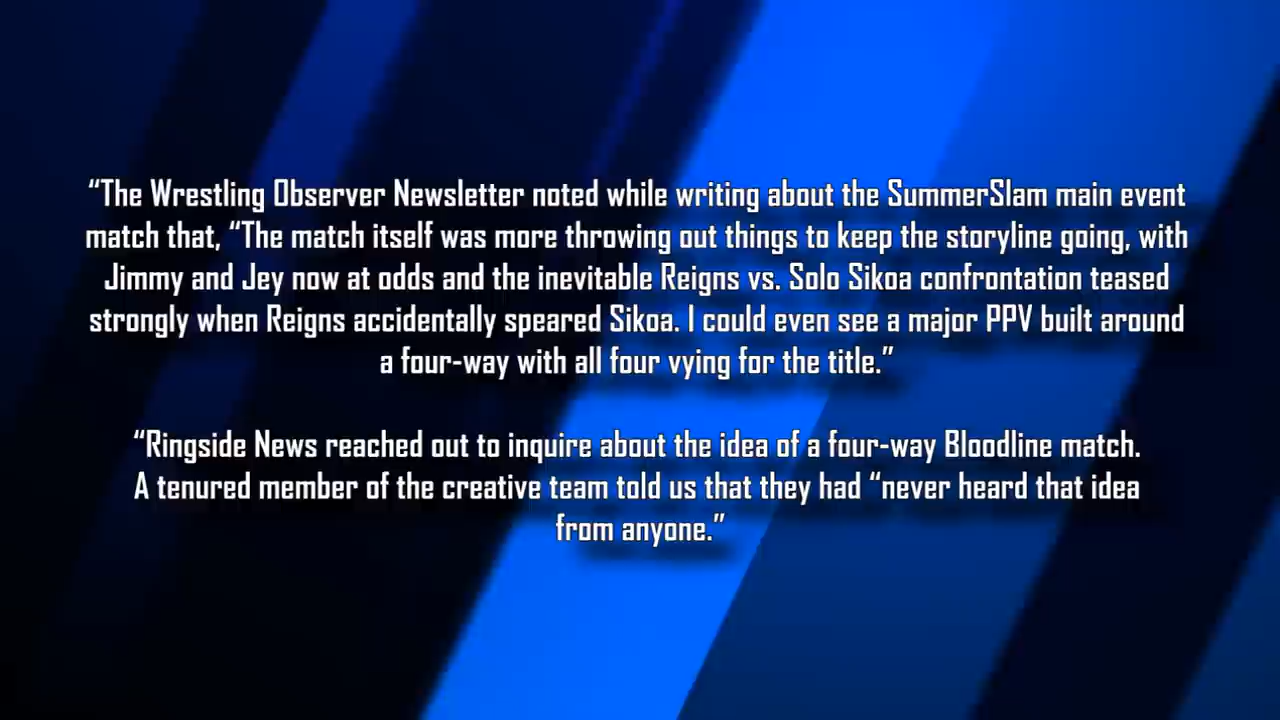 “The Wrestling Observer Newsletter noted while writing about the SummerSlam main event
match that, “The match itself was more throwing out things to keep the storyline going, with
Jimmy and Jey now at odds and the inevitable Reigns vs. Solo Sikoa confrontation teased
strongly when Reigns accidentally speared Sikoa. I could even see a major PPV built around
a four-way with all four vying for the title.”
“Ringside News reached out to inquire about the idea of a four-way Bloodline match.
A tenured member of the creative team told us that they had “never heard that idea
from anyone.”